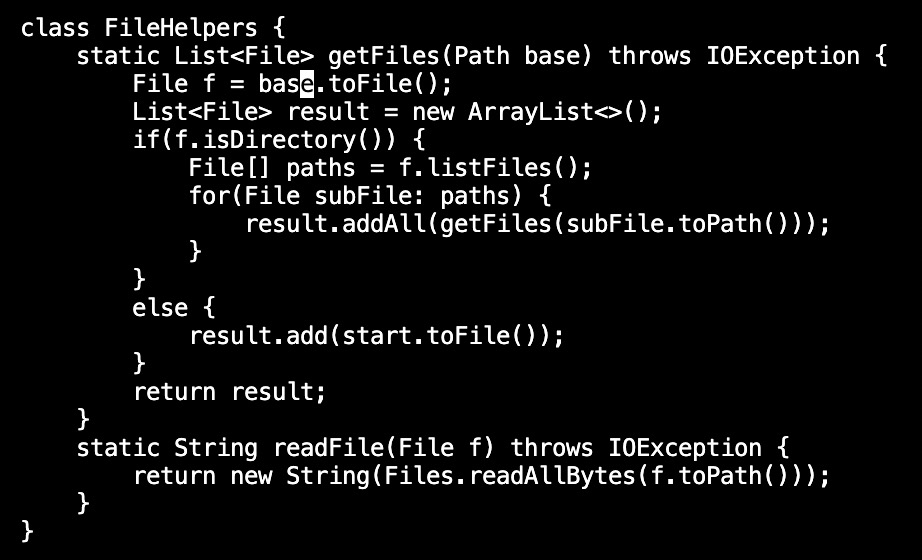 class FileHelpers {
    static List<File> getFiles(Path base) throws IOException {
        File f = base.toFile();
        List<File> result = new ArrayList<>();
        if(f.isDirectory()) {
            File[] paths = f.listFiles();
            for(File subFile: paths) {
                result.addAll(getFiles(subFile.toPath()));
            }
        }
        else {
            result.add(start.toFile());
        }
        return result;
    }
    static String readFile(File f) throws IOException {
        return new String(Files.readAllBytes(f.toPath()));
    }
}